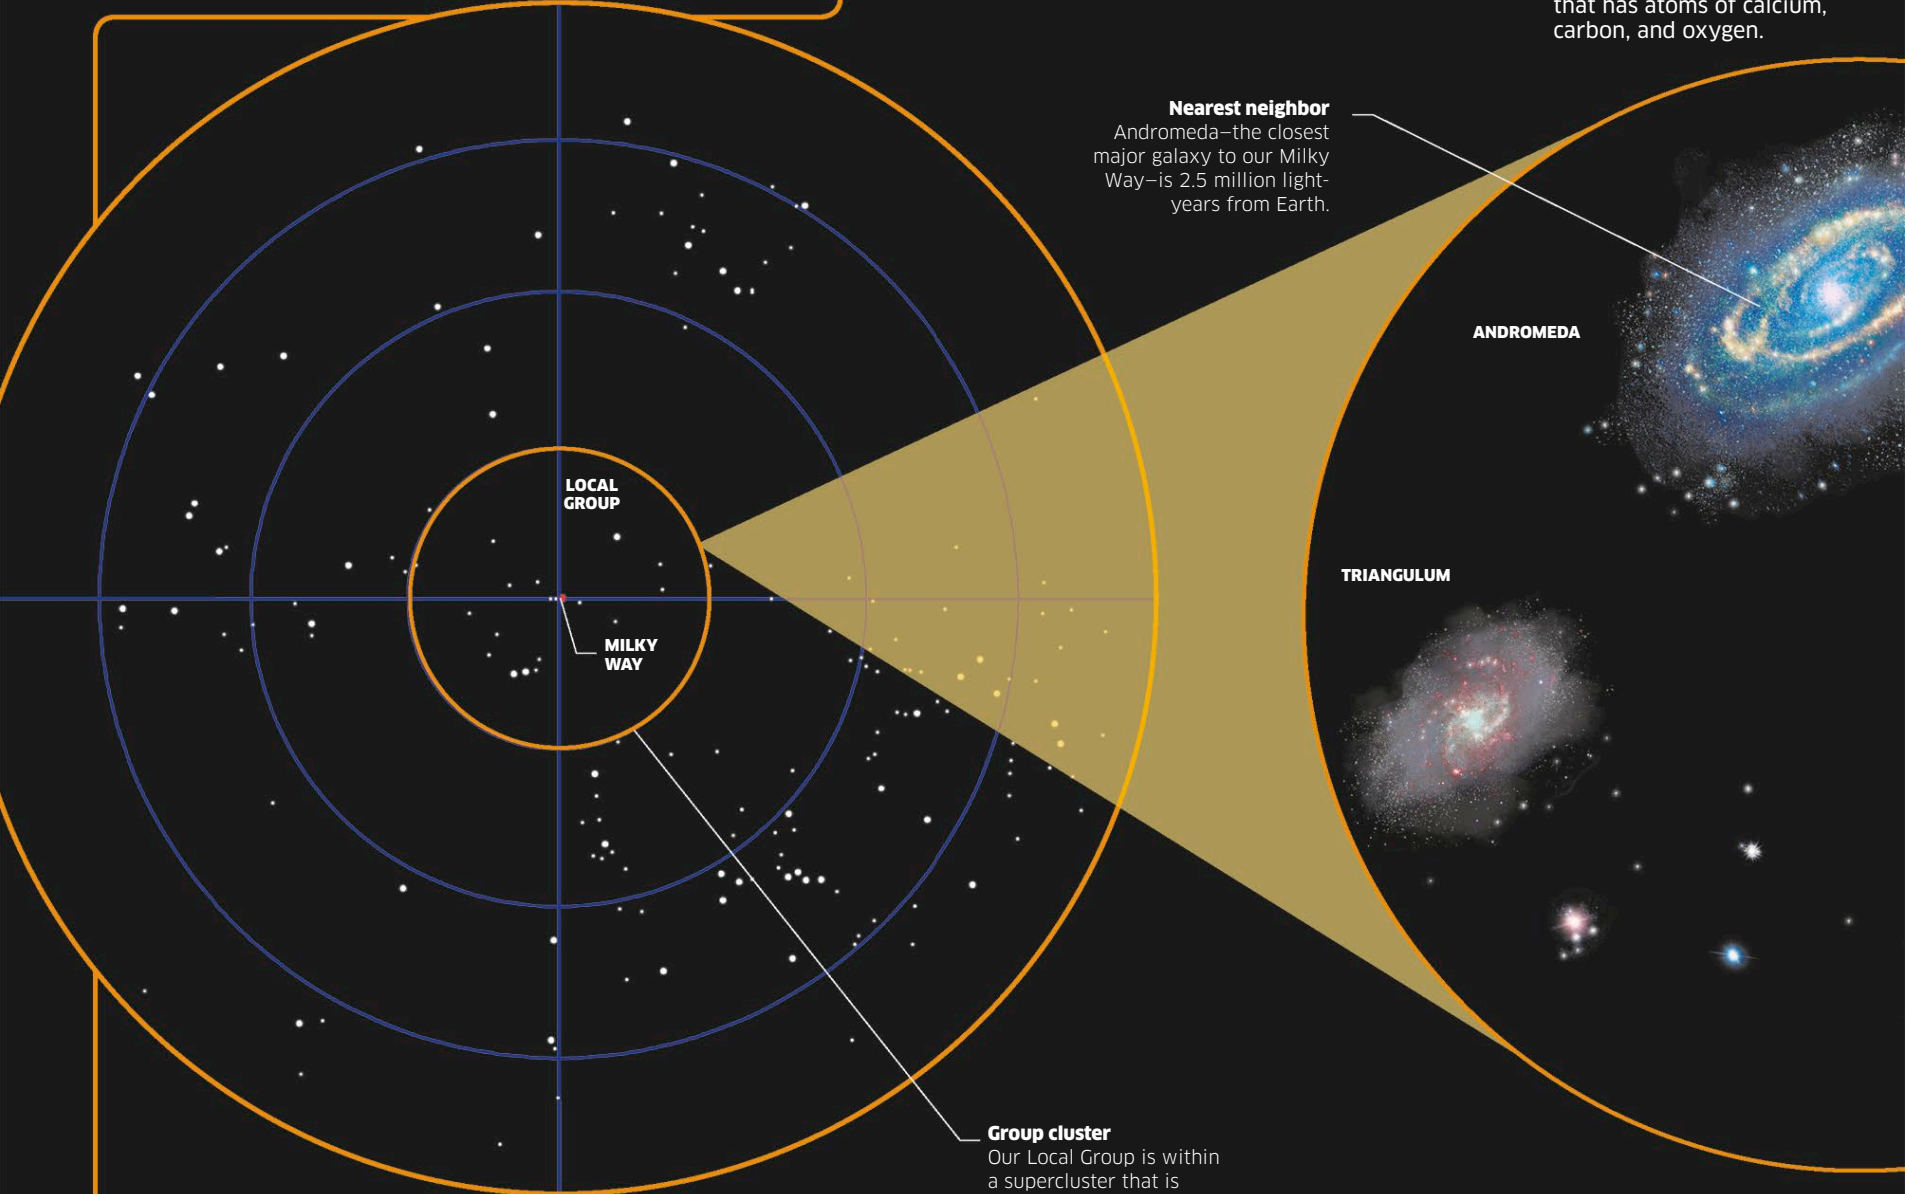 that has atoms of calcium,
carbon, and oxygen.
Nearest neighbor
Andromeda—the closest
major galaxy to our Milky
Way—is 2.5 million light-
years from Earth.
ANDROMEDA
LOCAL
GROUP
TRIANGULUM
MILKY
WAY
Group cluster
Our Local Group is within
a supercluster that is